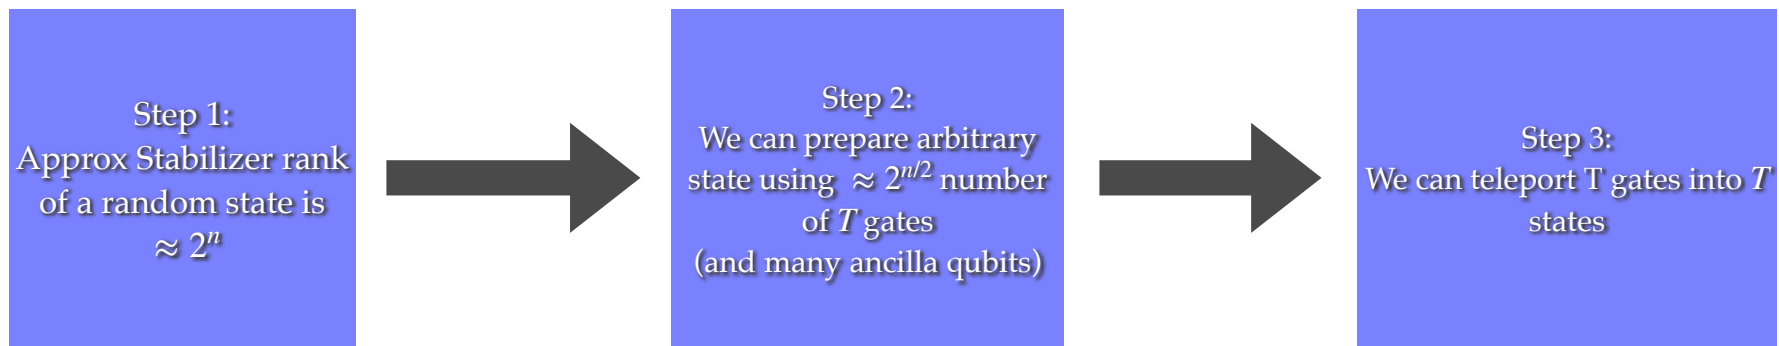 Step 1:
Approx Stabilizer rank
of a random state is
≈ 2ⁿ
Step 2:
We can prepare arbitrary
state using ≈ 2^{n/2} number
of T gates
(and many ancilla qubits)
Step 3:
We can teleport T gates into T
states